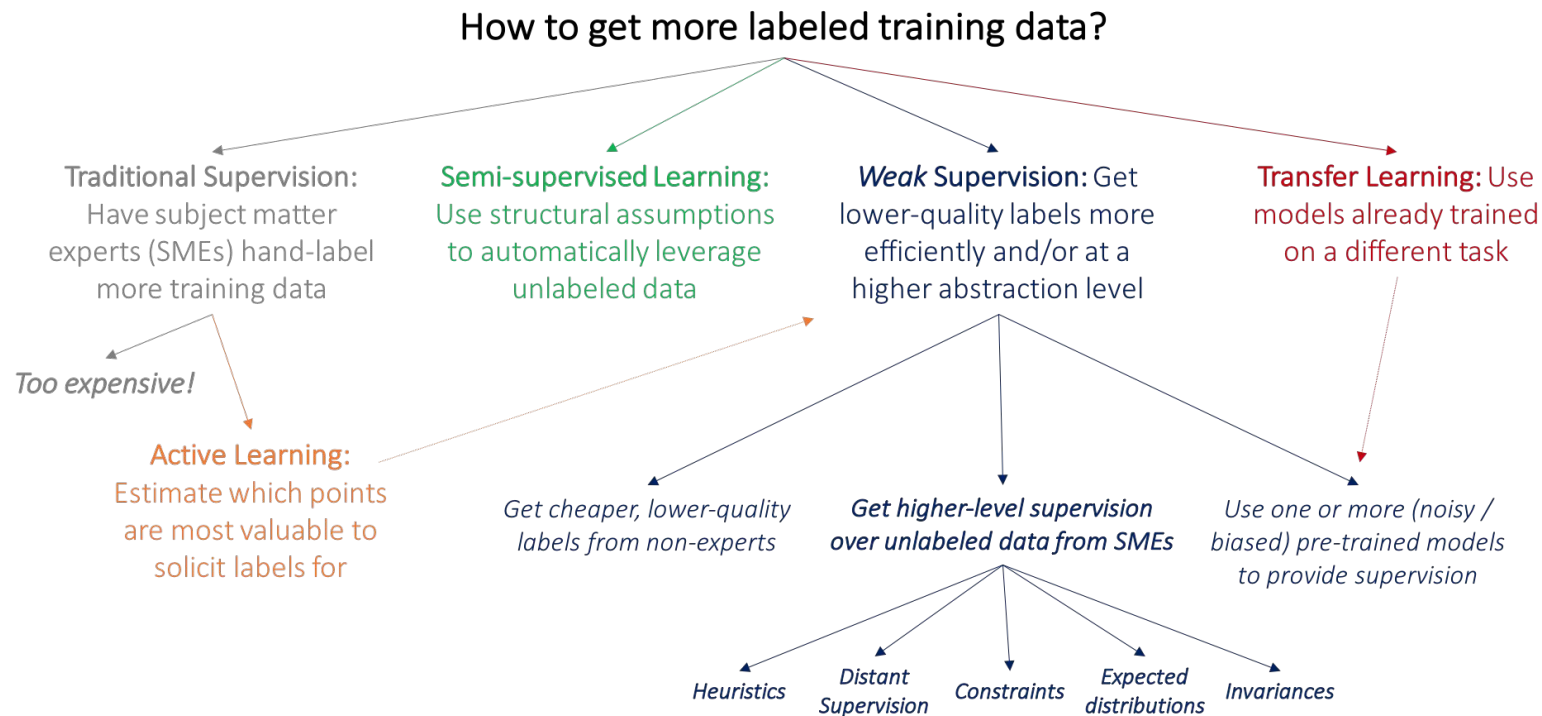 How to get more labeled training data?
Traditional Supervision:
Have subject matter
experts (SMEs) hand-label
more training data
Semi-supervised Learning:
Use structural assumptions
to automatically leverage
unlabeled data
Weak Supervision: Get
lower-quality labels more
efficiently and/or at a
higher abstraction level
Transfer Learning: Use
models already trained
on a different task
Too expensive!
Active Learning:
Estimate which points
are most valuable to
solicit labels for
Get cheaper, lower-quality
labels from non-experts
Get higher-level supervision
over unlabeled data from SMEs
Use one or more (noisy /
biased) pre-trained models
to provide supervision
Heuristics
Distant
Supervision
Constraints
Expected
distributions
Invariances